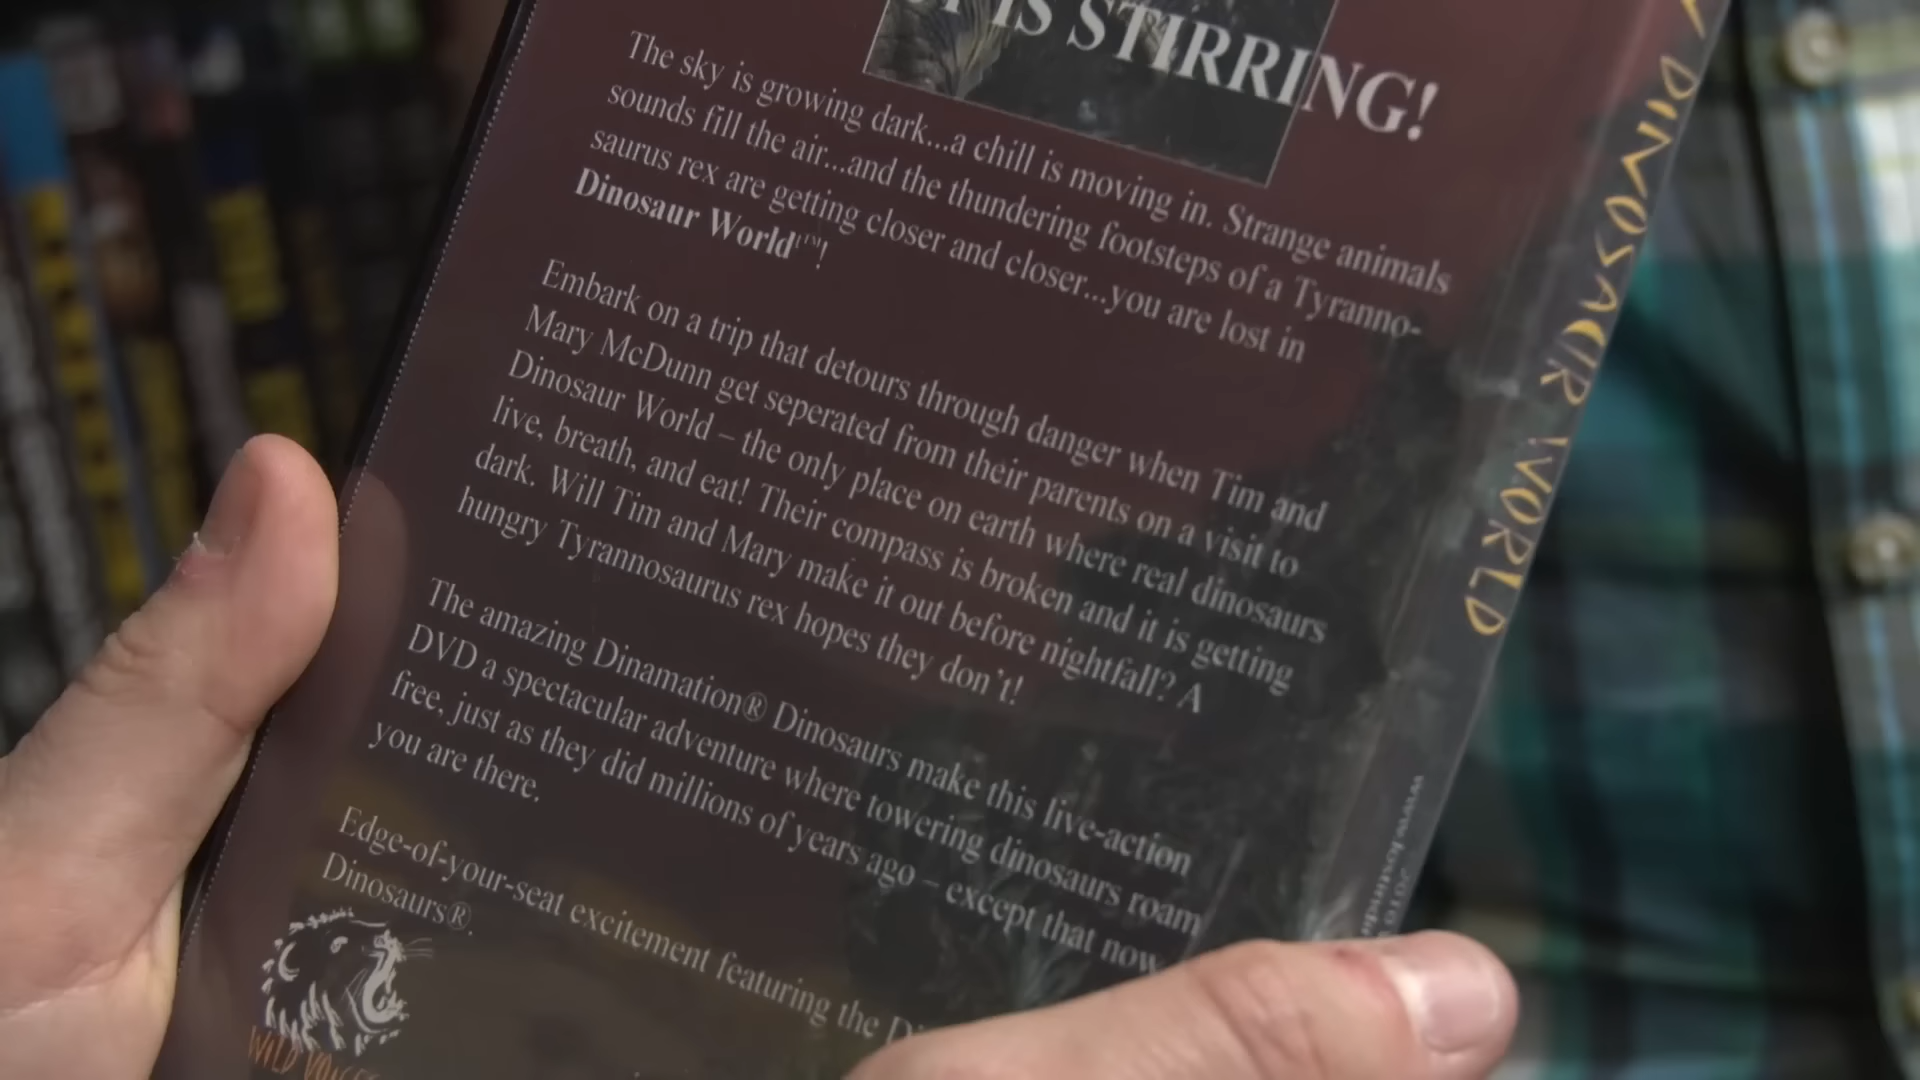 IS STIRRING!
The sky is growing dark...a chill is moving in. Strange animals
sounds fill the air...and the thundering footsteps of a Tyranno-
saurus rex are getting closer and closer...you are lost in
Dinosaur World™!
Embark on a trip that detours through danger when Tim and
Mary McDunn get seperated from their parents on a visit to
Dinosaur World – the only place on earth where real dinosaurs
live, breath, and eat! Their compass is broken and it is getting
dark. Will Tim and Mary make it out before nightfall? A
hungry Tyrannosaurus rex hopes they don't!
The amazing Dinamation® Dinosaurs make this live-action
DVD a spectacular adventure where towering dinosaurs roam
free, just as they did millions of years ago – except that now
you are there.
Edge-of-your-seat excitement featuring the
Dinosaurs®.
WILD VOICES
DINOSAUR WORLD